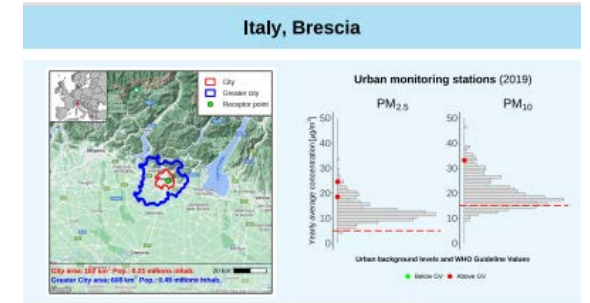 Italy, Brescia
City
Greater city
Receptor point
City area: 102 km² Pop.: 0.21 millions inhab.
Greater City area: 608 km² Pop.: 0.49 millions inhab.
20 km
Urban monitoring stations (2019)
PM2.5
PM10
Yearly average concentration [µg/m³]
50
40
30
20
10
0
50
40
30
20
10
0
Urban background levels and WHO Guideline Values
Below GV
Above GV